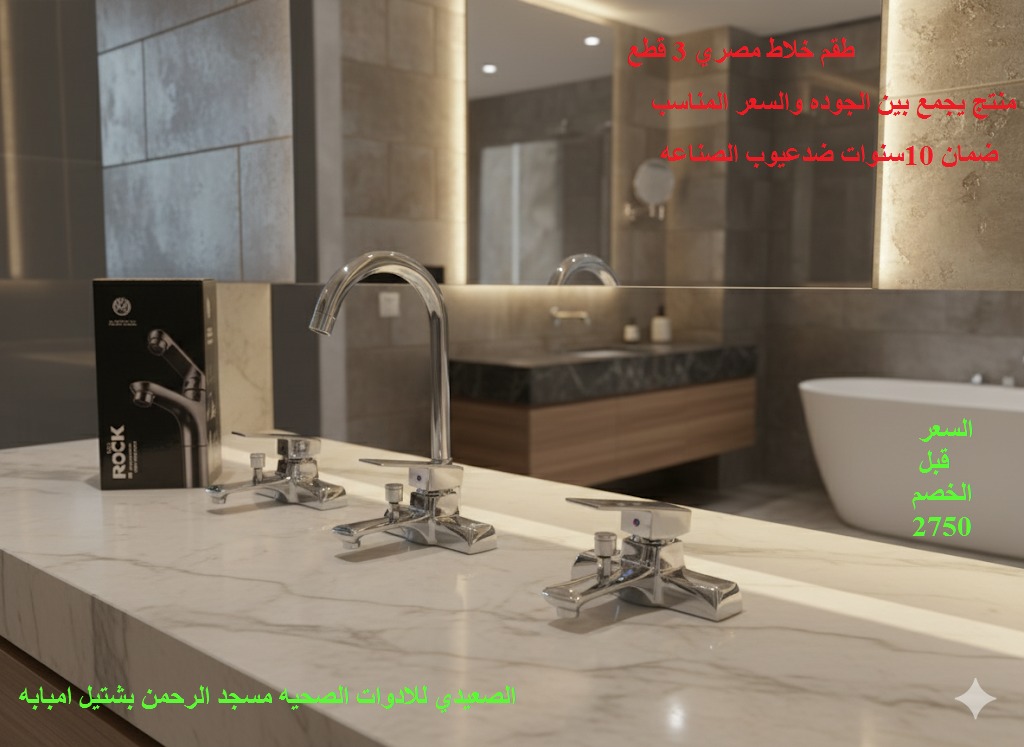 طقم خلاط مصري 3 قطع
منتج يجمع بين الجوده والسعر المناسب
ضمان 10سنوات ضدعيوب الصناعه
ROCK
السعر
قبل
الخصم
2750
الصعيدي للادوات الصحيه مسجد الرحمن بشتيل امبابه